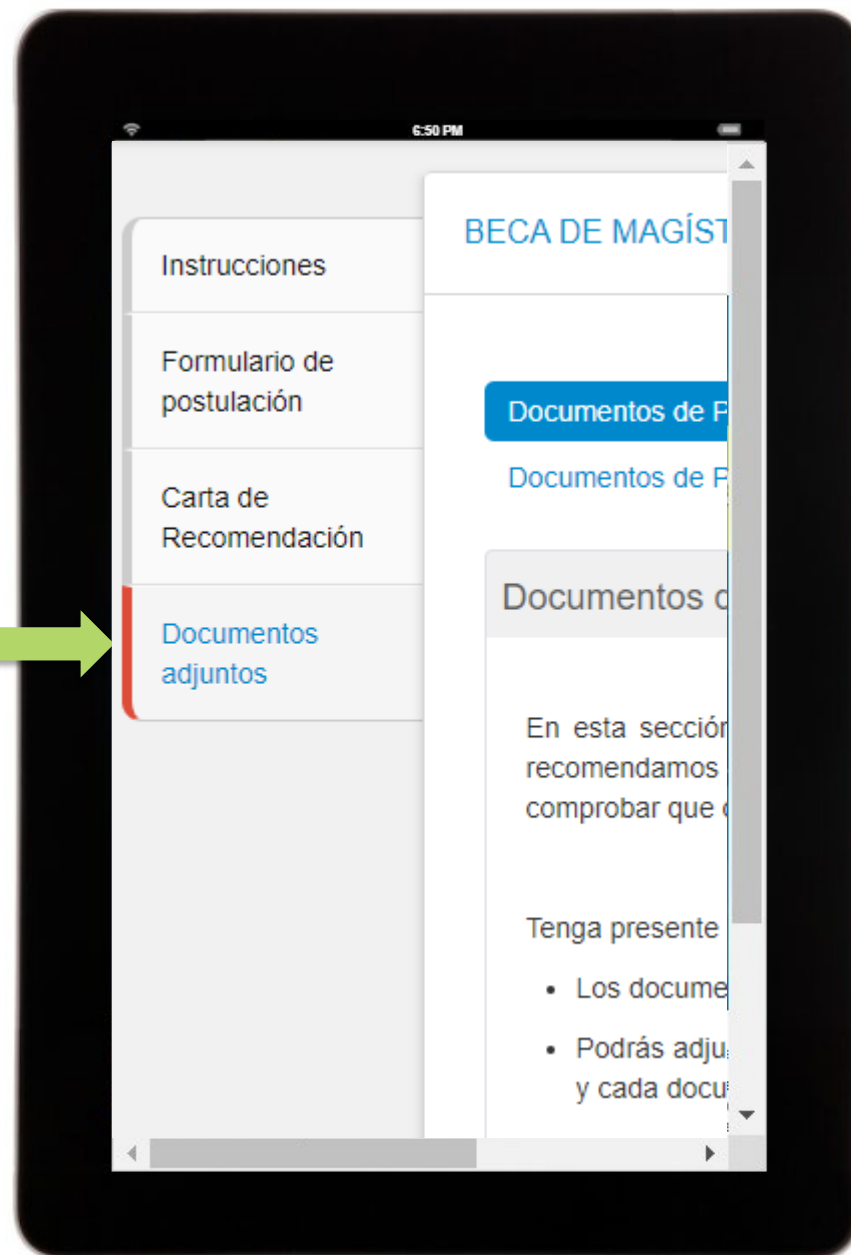 6:50 PM
Instrucciones
Formulario de
postulación
Carta de
Recomendación
Documentos
adjuntos
BECA DE MAGÍST
Documentos de P
Documentos de P
Documentos
En esta sección
recomendamos
comprobar que
Tenga presente
• Los docume
• Podrás adju
y cada docu